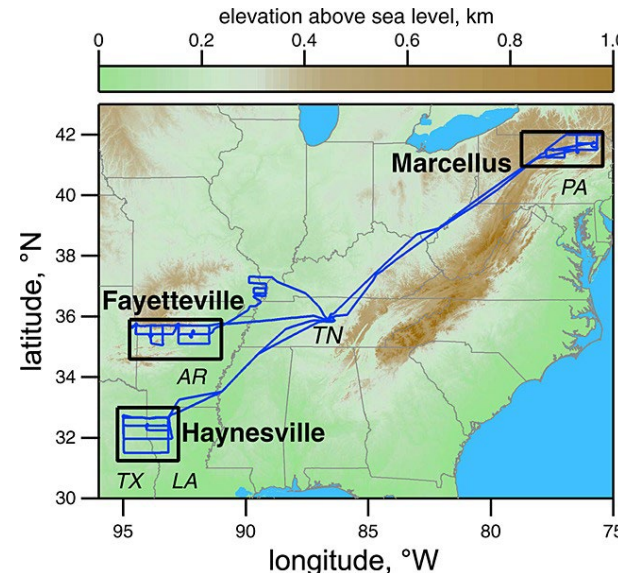 elevation above sea level, km
0 0.2 0.4 0.6 0.8 1.0
42
40
38
36
34
32
30
latitude, °N
Marcellus
PA
Fayetteville
TN
AR
Haynesville
TX LA
95 90 85 80 75
longitude, °W